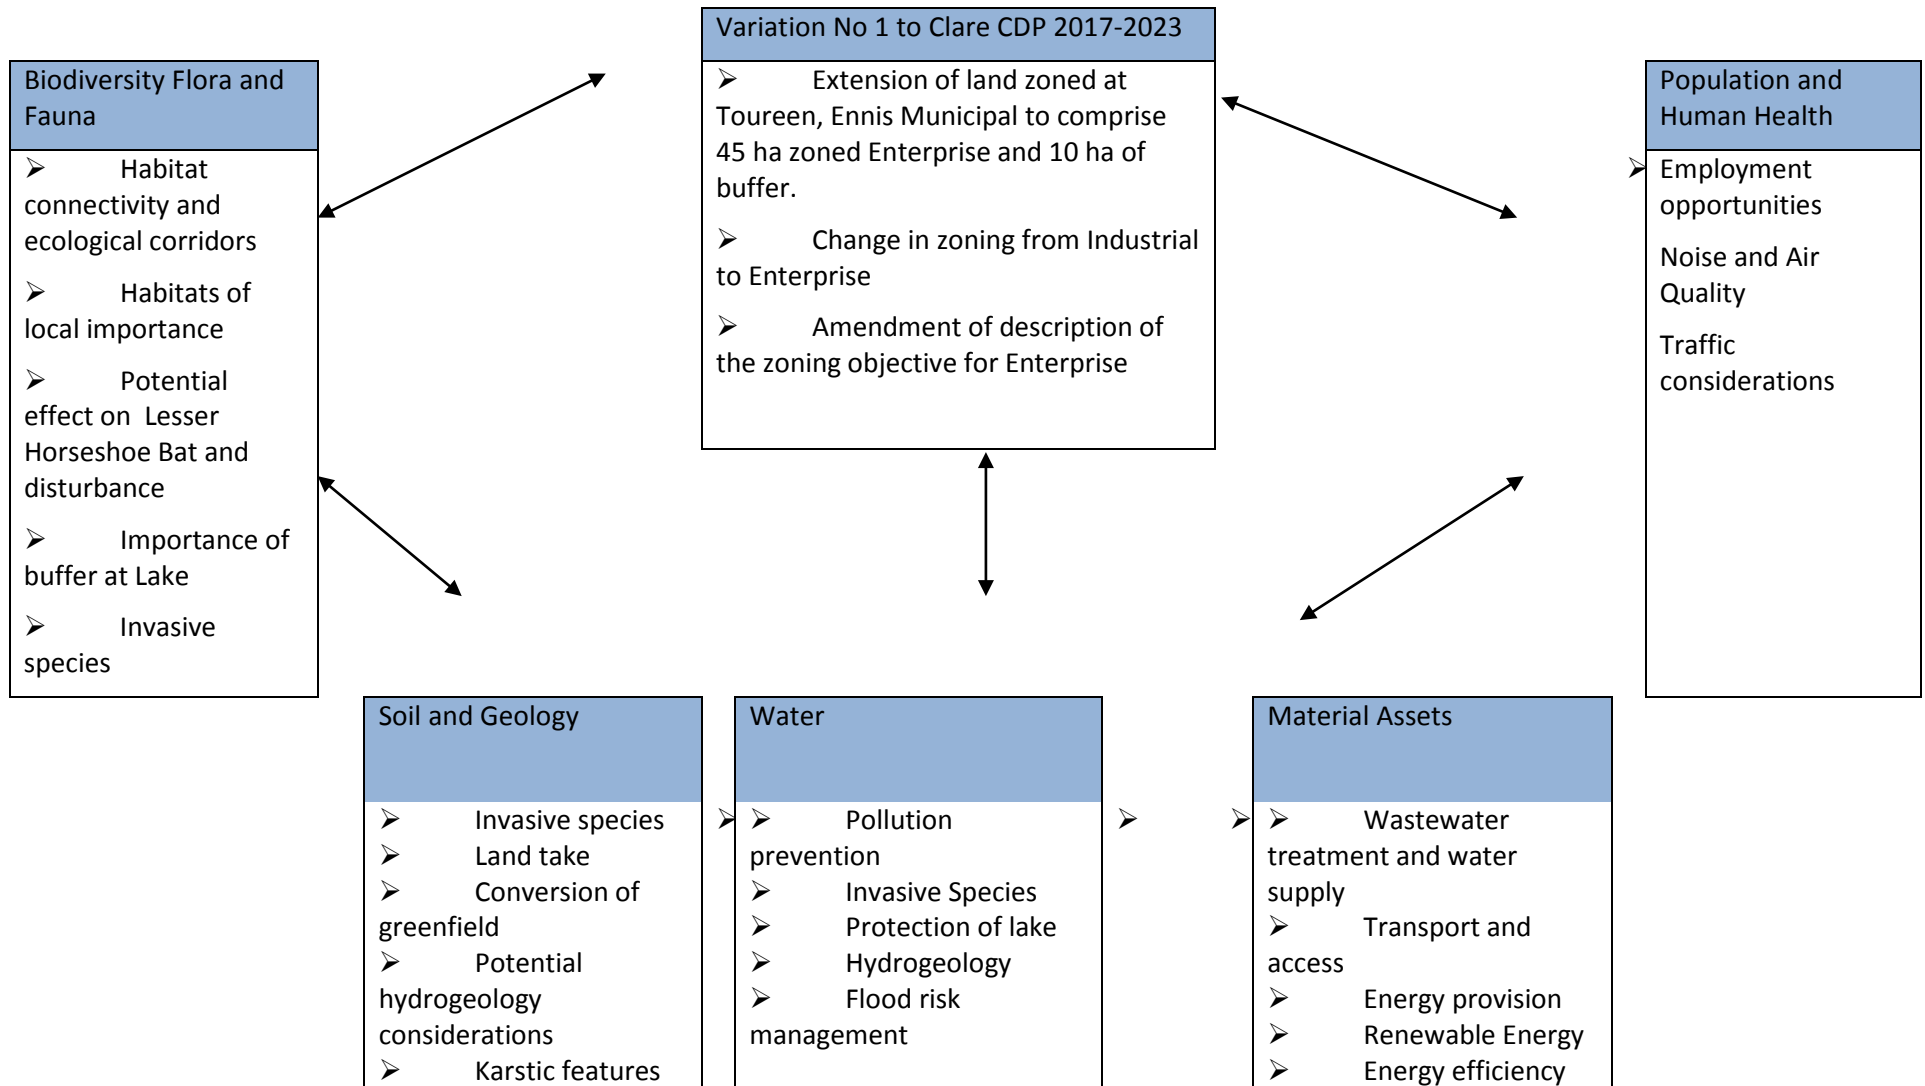 Variation No 1 to Clare CDP 2017-2023
➢ Extension of land zoned at
Toureen, Ennis Municipal to comprise
45 ha zoned Enterprise and 10 ha of
buffer.
➢ Change in zoning from Industrial
to Enterprise
➢ Amendment of description of
the zoning objective for Enterprise
Biodiversity Flora and
Fauna
➢ Habitat
connectivity and
ecological corridors
➢ Habitats of
local importance
➢ Potential
effect on Lesser
Horseshoe Bat and
disturbance
➢ Importance of
buffer at Lake
➢ Invasive
species
Population and
Human Health
➢ Employment
opportunities
Noise and Air
Quality
Traffic
considerations
Soil and Geology
➢ Invasive species
➢ Land take
➢ Conversion of
greenfield
➢ Potential
hydrogeology
considerations
➢ Karstic features
Water
➢ ➢ Pollution
prevention
➢ Invasive Species
➢ Protection of lake
➢ Hydrogeology
➢ Flood risk
management
Material Assets
➢ ➢ ➢ Wastewater
treatment and water
supply
➢ Transport and
access
➢ Energy provision
➢ Renewable Energy
➢ Energy efficiency